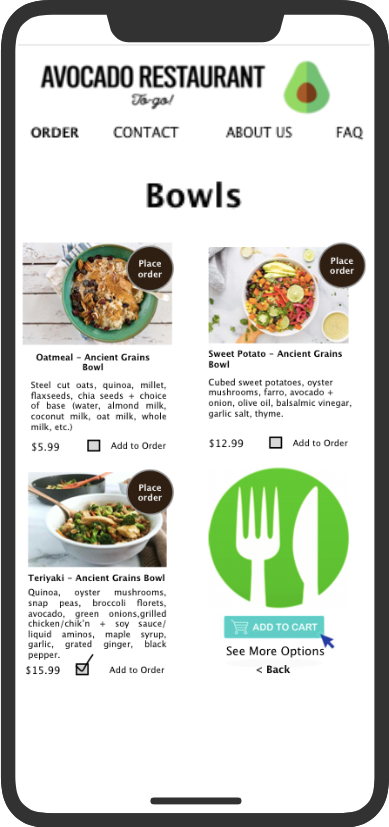 AVOCADO RESTAURANT
To-go!
ORDER CONTACT ABOUT US FAQ
Bowls
Place
order
Oatmeal - Ancient Grains
Bowl
Steel cut oats, quinoa, millet,
flaxseeds, chia seeds + choice
of base (water, almond milk,
coconut milk, oat milk, whole
milk, etc.)
$5.99 Add to Order
Place
order
Sweet Potato - Ancient Grains
Bowl
Cubed sweet potatoes, oyster
mushrooms, farro, avocado +
onion, olive oil, balsalmic vinegar,
garlic salt, thyme.
$12.99 Add to Order
Place
order
Teriyaki - Ancient Grains Bowl
Quinoa, oyster mushrooms,
snap peas, broccoli florets,
avocado, green onions,grilled
chicken/chik'n + soy sauce/
liquid aminos, maple syrup,
garlic, grated ginger, black
pepper.
$15.99 Add to Order
ADD TO CART
See More Options
< Back